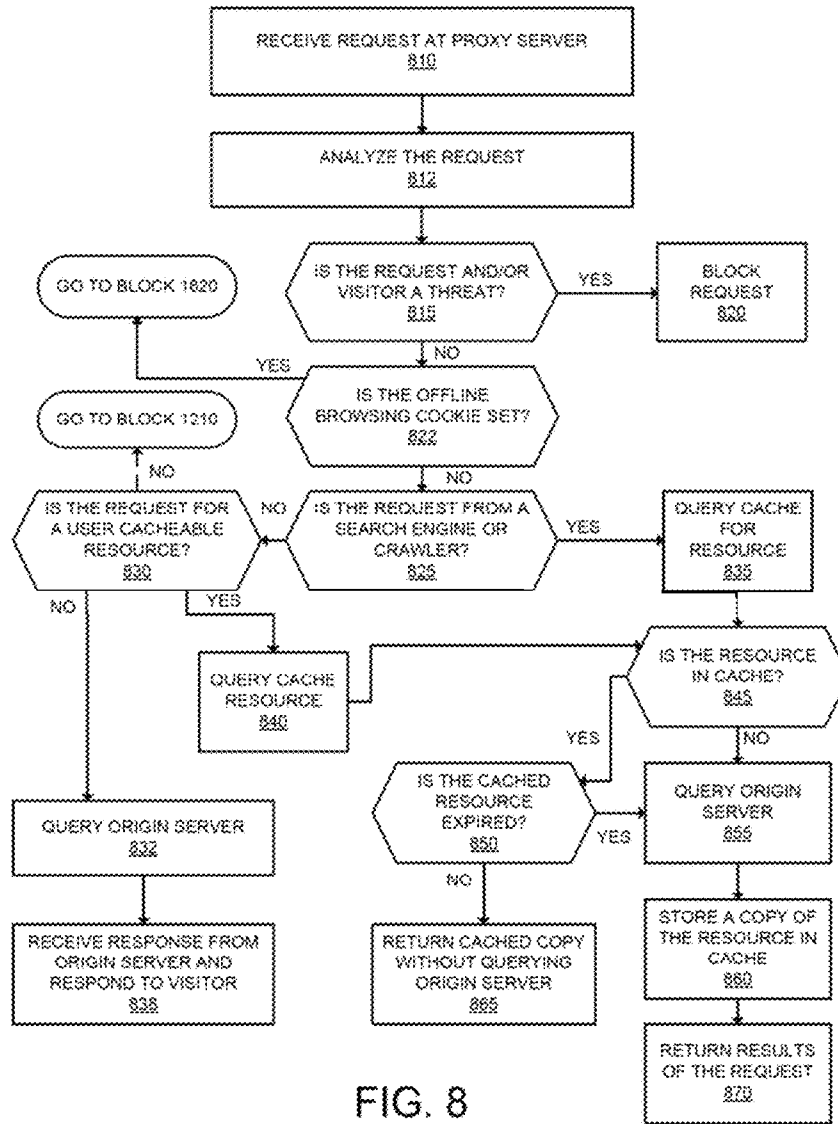 RECEIVE REQUEST AT PROXY SERVER
810
ANALYZE THE REQUEST
812
IS THE REQUEST AND/OR
VISITOR A THREAT?
815
YES
BLOCK
REQUEST
820
GO TO BLOCK 1620
YES
NO
IS THE OFFLINE
BROWSING COOKIE SET?
822
GO TO BLOCK 1210
NO
NO
IS THE REQUEST FOR
A USER CACHEABLE
RESOURCE?
830
NO
IS THE REQUEST FROM A
SEARCH ENGINE OR
CRAWLER?
825
YES
QUERY CACHE
FOR
RESOURCE
835
NO
YES
QUERY CACHE
RESOURCE
840
IS THE RESOURCE
IN CACHE?
845
YES
NO
IS THE CACHED
RESOURCE
EXPIRED?
850
YES
QUERY ORIGIN
SERVER
855
QUERY ORIGIN SERVER
832
NO
RECEIVE RESPONSE FROM
ORIGIN SERVER AND
RESPOND TO VISITOR
838
RETURN CACHED COPY
WITHOUT QUERYING
ORIGIN SERVER
865
STORE A COPY OF
THE RESOURCE IN
CACHE
860
RETURN RESULTS
OF THE REQUEST
870
FIG. 8